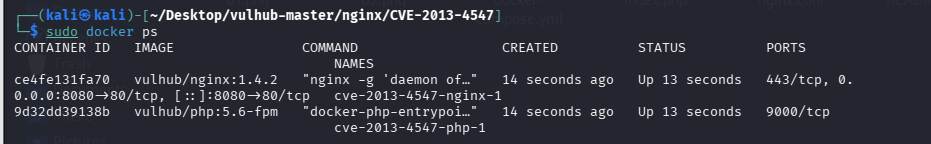 (kali㉿kali)-[~/Desktop/vulhub-master/nginx/CVE-2013-4547]
$ sudo docker ps
CONTAINER ID   IMAGE                COMMAND                  CREATED          STATUS          PORTS
NAMES
ce4fe131fa70   vulhub/nginx:1.4.2   "nginx -g 'daemon of…"   14 seconds ago   Up 13 seconds   443/tcp, 0.
0.0.0:8080→80/tcp, [::]:8080→80/tcp   cve-2013-4547-nginx-1
9d32dd39138b   vulhub/php:5.6-fpm   "docker-php-entrypoi…"   14 seconds ago   Up 13 seconds   9000/tcp
cve-2013-4547-php-1